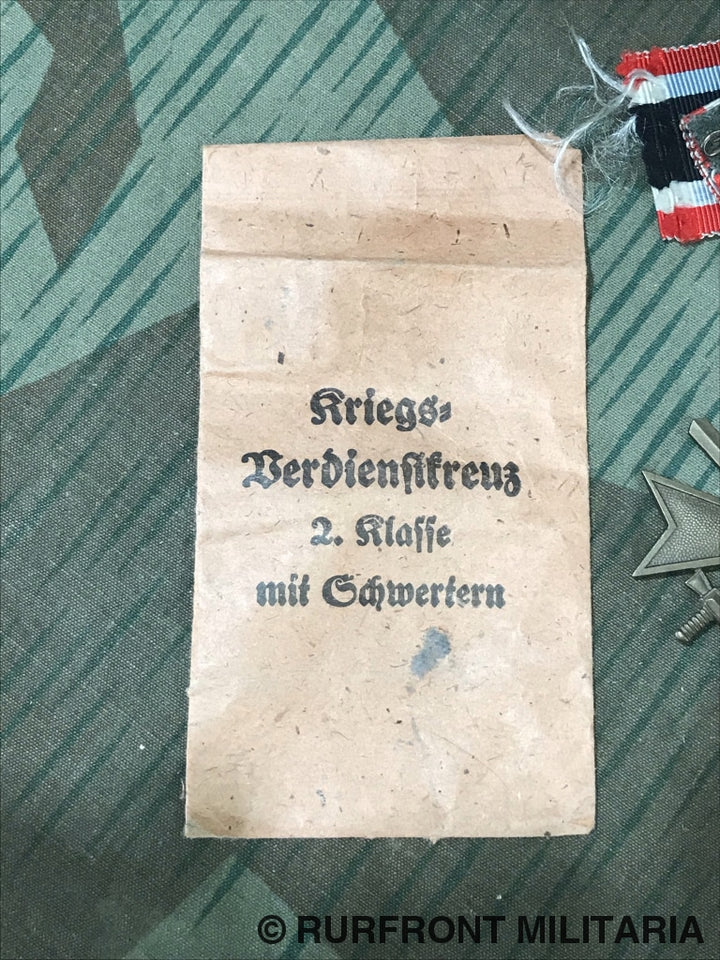 Kriegs-
Verdienstkreuz
2. Klasse
mit Schwertern
© RURFRONT MILITARIA